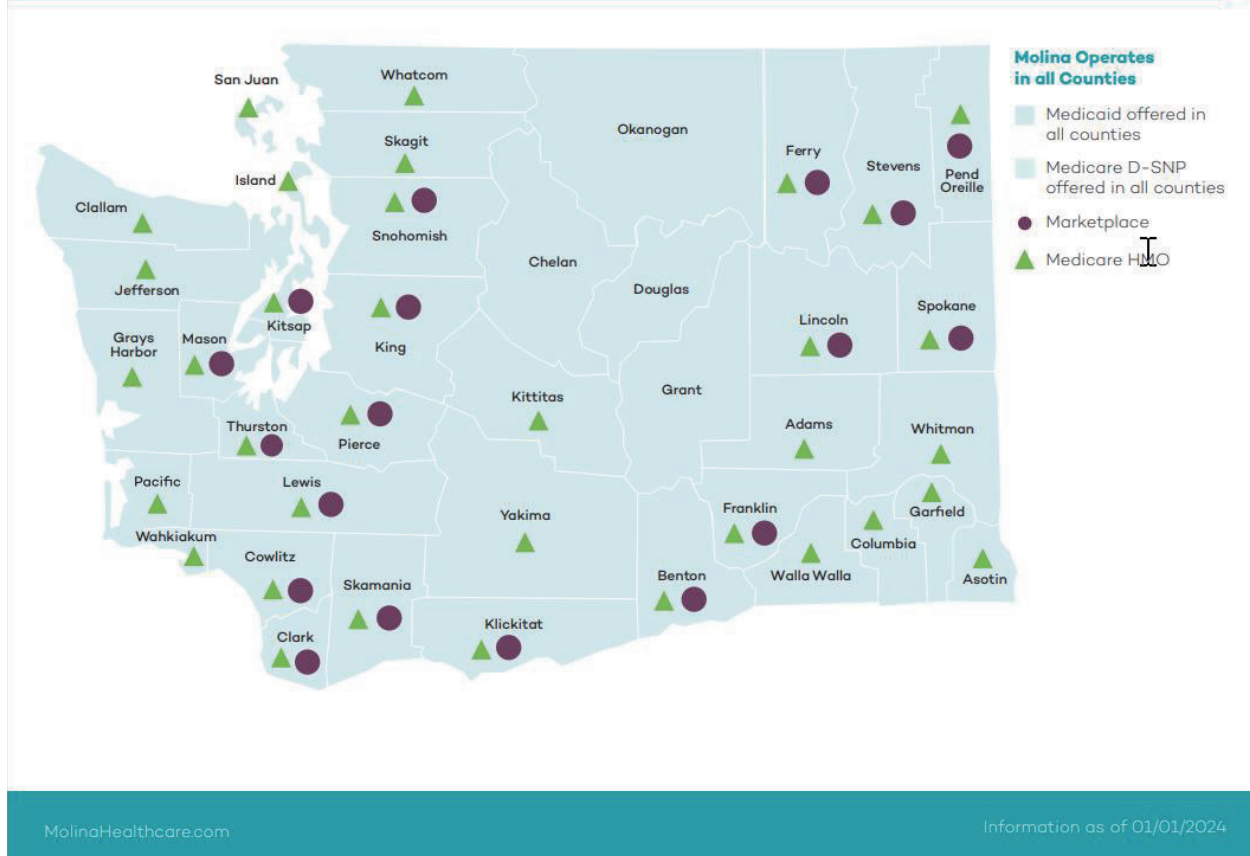 San Juan
Whatcom
Skagit
Okanogan
Ferry
Stevens
Pend
Oreille
Island
Clallam
Snohomish
Chelan
Jefferson
Douglas
Kitsap
Lincoln
Spokane
Grays
Harbor
Mason
King
Grant
Kittitas
Thurston
Pierce
Adams
Whitman
Pacific
Lewis
Yakima
Franklin
Garfield
Wahkiakum
Columbia
Cowlitz
Skamania
Benton
Walla Walla
Asotin
Clark
Klickitat
Molina Operates
in all Counties
Medicaid offered in
all counties
Medicare D-SNP
offered in all counties
Marketplace
Medicare HMO
MolinaHealthcare.com
Information as of 01/01/2024